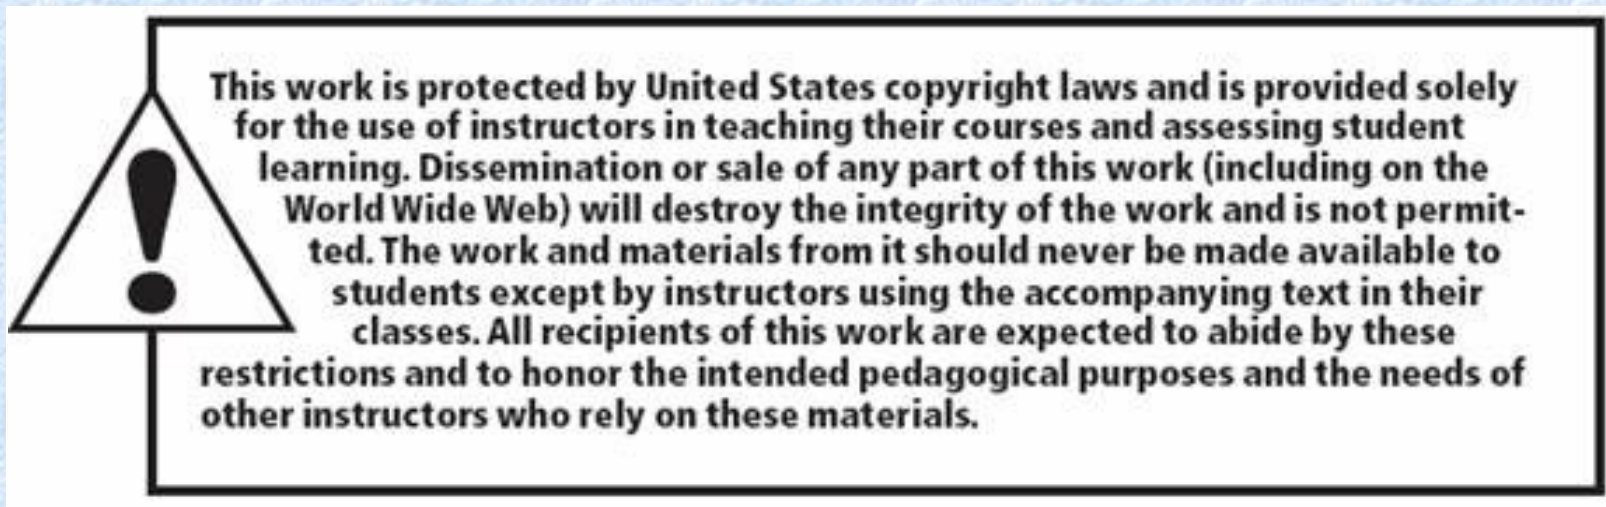 This work is protected by United States copyright laws and is provided solely
for the use of instructors in teaching their courses and assessing student
learning. Dissemination or sale of any part of this work (including on the
World Wide Web) will destroy the integrity of the work and is not permit-
ted. The work and materials from it should never be made available to
students except by instructors using the accompanying text in their
classes. All recipients of this work are expected to abide by these
restrictions and to honor the intended pedagogical purposes and the needs of
other instructors who rely on these materials.